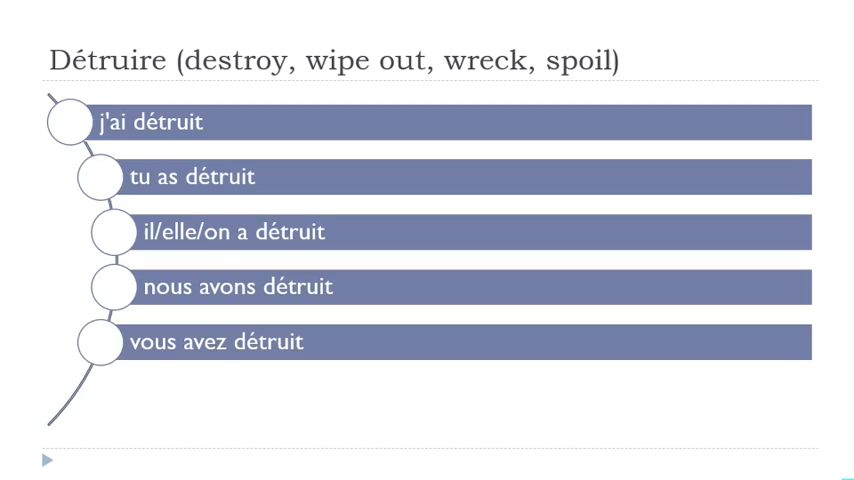 Détruire (destroy, wipe out, wreck, spoil)
j'ai détruit
tu as détruit
il/elle/on a détruit
nous avons détruit
vous avez détruit